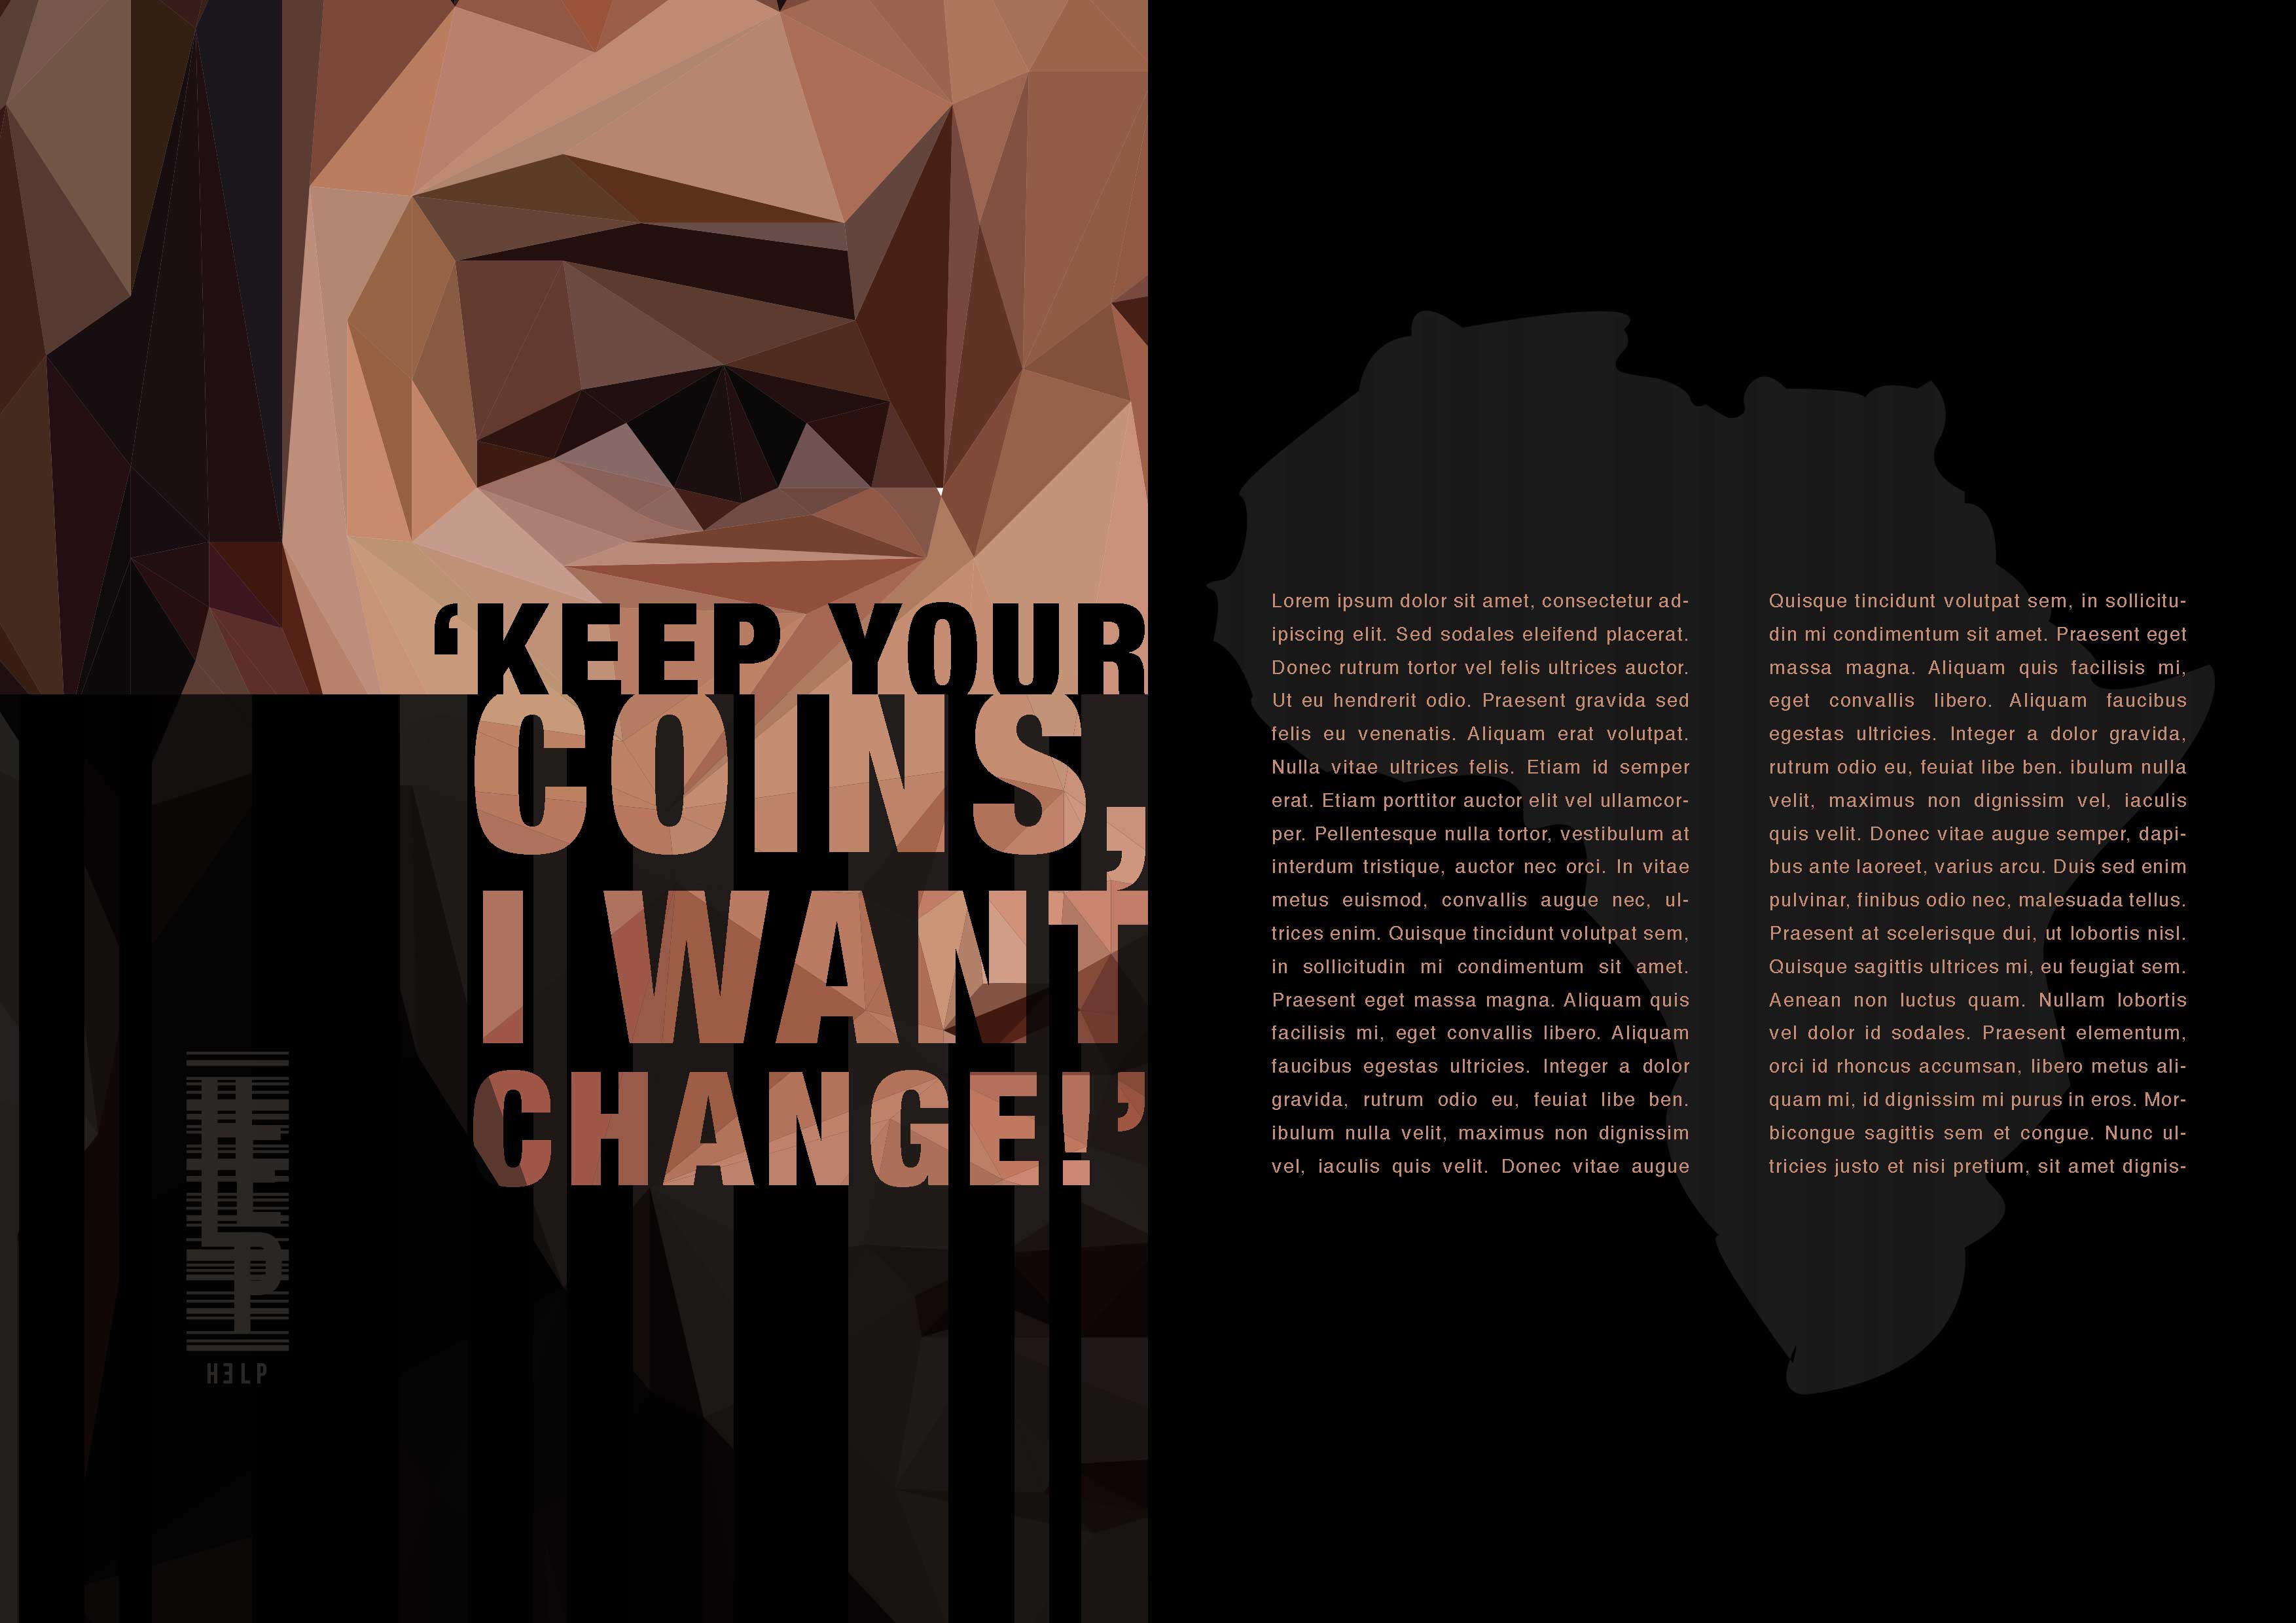 ‘KEEP YOUR
COINS,
I WANT
CHANGE!’
HELP
HƎLP
Lorem ipsum dolor sit amet, consectetur ad-
ipiscing elit. Sed sodales eleifend placerat.
Donec rutrum tortor vel felis ultrices auctor.
Ut eu hendrerit odio. Praesent gravida sed
felis eu venenatis. Aliquam erat volutpat.
Nulla vitae ultrices felis. Etiam id semper
erat. Etiam porttitor auctor elit vel ullamcor-
per. Pellentesque nulla tortor, vestibulum at
interdum tristique, auctor nec orci. In vitae
metus euismod, convallis augue nec, ul-
trices enim. Quisque tincidunt volutpat sem,
in sollicitudin mi condimentum sit amet.
Praesent eget massa magna. Aliquam quis
facilisis mi, eget convallis libero. Aliquam
faucibus egestas ultricies. Integer a dolor
gravida, rutrum odio eu, feuiat libe ben.
ibulum nulla velit, maximus non dignissim
vel, iaculis quis velit. Donec vitae augue
Quisque tincidunt volutpat sem, in sollicitu-
din mi condimentum sit amet. Praesent eget
massa magna. Aliquam quis facilisis mi,
eget convallis libero. Aliquam faucibus
egestas ultricies. Integer a dolor gravida,
rutrum odio eu, feuiat libe ben. ibulum nulla
velit, maximus non dignissim vel, iaculis
quis velit. Donec vitae augue semper, dapi-
bus ante laoreet, varius arcu. Duis sed enim
pulvinar, finibus odio nec, malesuada tellus.
Praesent at scelerisque dui, ut lobortis nisl.
Quisque sagittis ultrices mi, eu feugiat sem.
Aenean non luctus quam. Nullam lobortis
vel dolor id sodales. Praesent elementum,
orci id rhoncus accumsan, libero metus ali-
quam mi, id dignissim mi purus in eros. Mor-
bicongue sagittis sem et congue. Nunc ul-
tricies justo et nisi pretium, sit amet dignis-